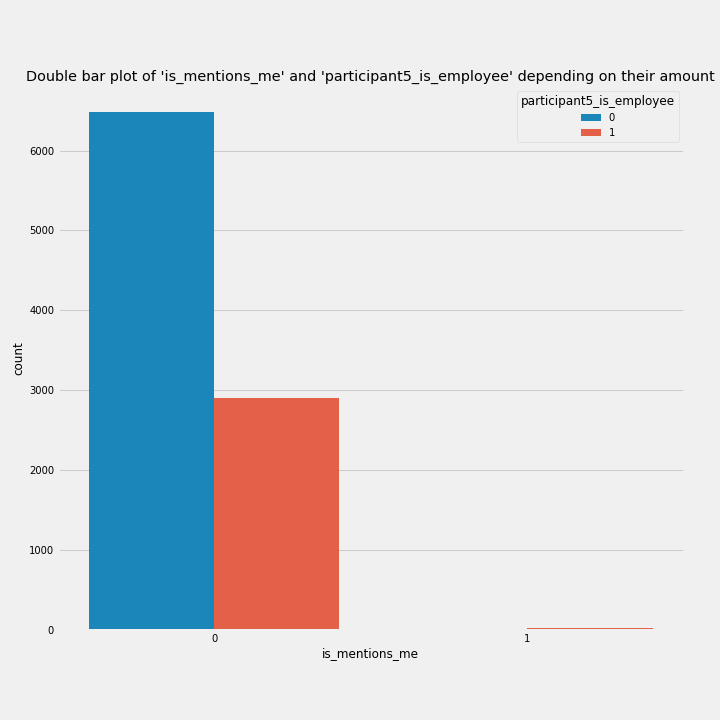 Double bar plot of 'is_mentions_me' and 'participant5_is_employee' depending on their amount
participant5_is_employee
0
1
6000
5000
4000
3000
2000
1000
0
count
0
1
is_mentions_me